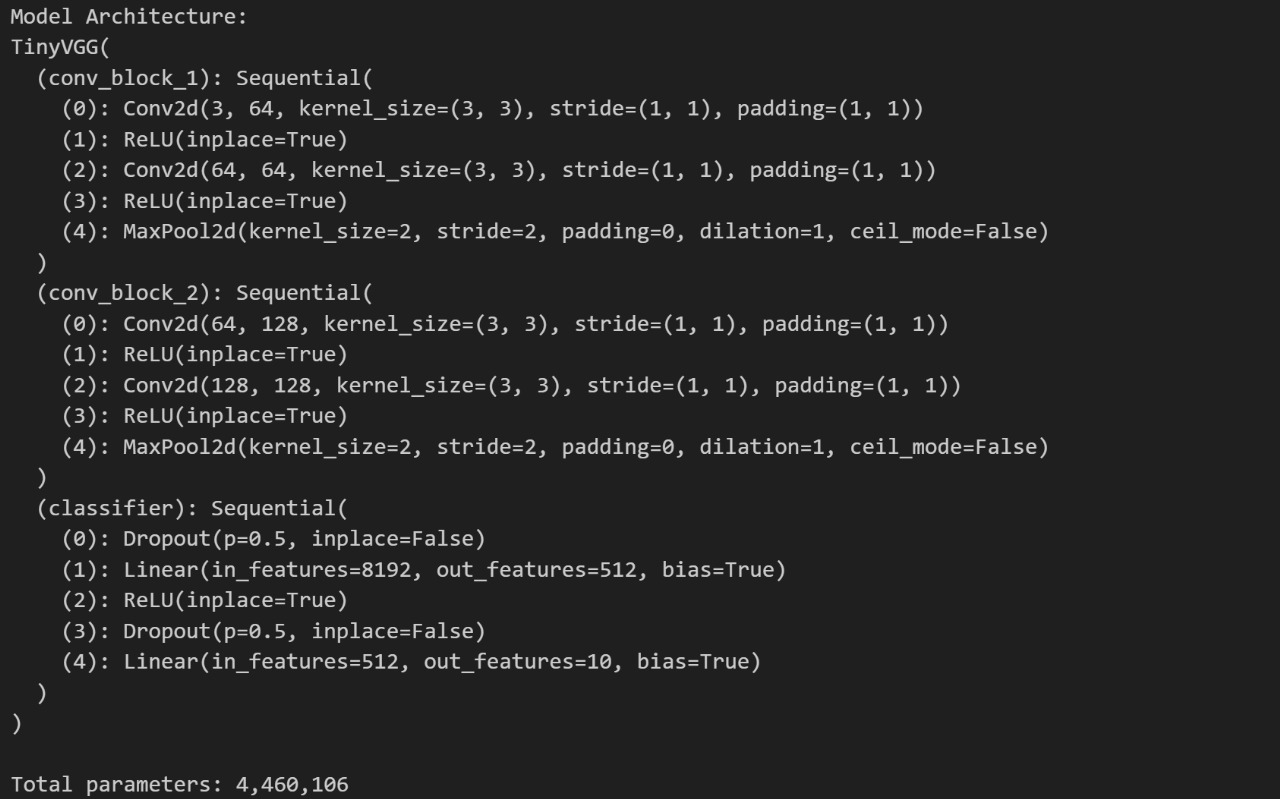 Model Architecture:
TinyVGG(
  (conv_block_1): Sequential(
    (0): Conv2d(3, 64, kernel_size=(3, 3), stride=(1, 1), padding=(1, 1))
    (1): ReLU(inplace=True)
    (2): Conv2d(64, 64, kernel_size=(3, 3), stride=(1, 1), padding=(1, 1))
    (3): ReLU(inplace=True)
    (4): MaxPool2d(kernel_size=2, stride=2, padding=0, dilation=1, ceil_mode=False)
  )
  (conv_block_2): Sequential(
    (0): Conv2d(64, 128, kernel_size=(3, 3), stride=(1, 1), padding=(1, 1))
    (1): ReLU(inplace=True)
    (2): Conv2d(128, 128, kernel_size=(3, 3), stride=(1, 1), padding=(1, 1))
    (3): ReLU(inplace=True)
    (4): MaxPool2d(kernel_size=2, stride=2, padding=0, dilation=1, ceil_mode=False)
  )
  (classifier): Sequential(
    (0): Dropout(p=0.5, inplace=False)
    (1): Linear(in_features=8192, out_features=512, bias=True)
    (2): ReLU(inplace=True)
    (3): Dropout(p=0.5, inplace=False)
    (4): Linear(in_features=512, out_features=10, bias=True)
  )
)

Total parameters: 4,460,106